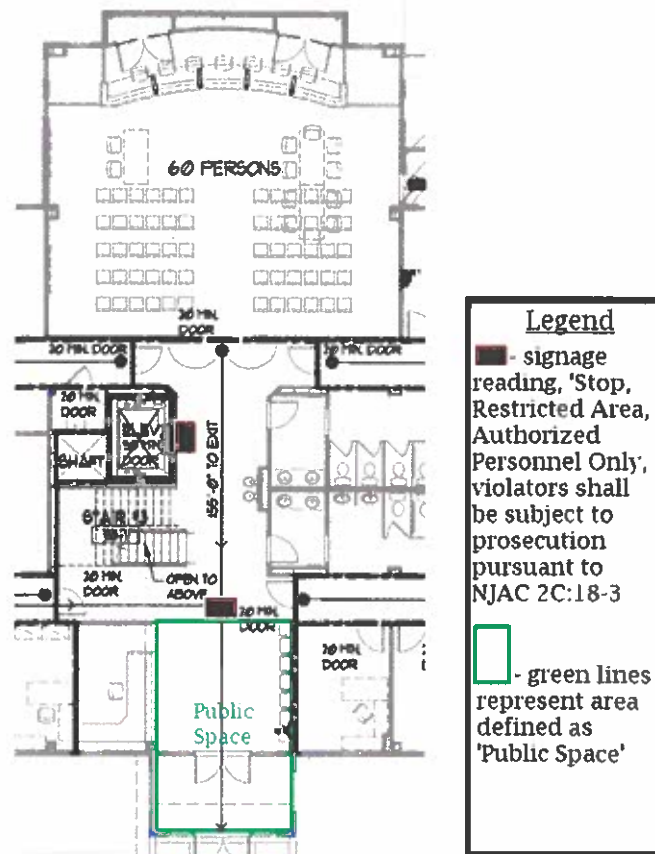 60 PERSONS
20 MIN.
DOOR
20 MIN. DOOR
20 MIN. DOOR
20 MIN.
DOOR
ELEV
DOOR
SHAFT
155'-0" TO EXIT
STAIR
20 MIN.
DOOR
OPEN TO
ABOVE
20 MIN.
DOOR
20 MIN.
DOOR
Public
Space
Legend
- signage
reading, 'Stop,
Restricted Area,
Authorized
Personnel Only',
violators shall
be subject to
prosecution
pursuant to
NJAC 2C:18-3
- green lines
represent area
defined as
'Public Space'